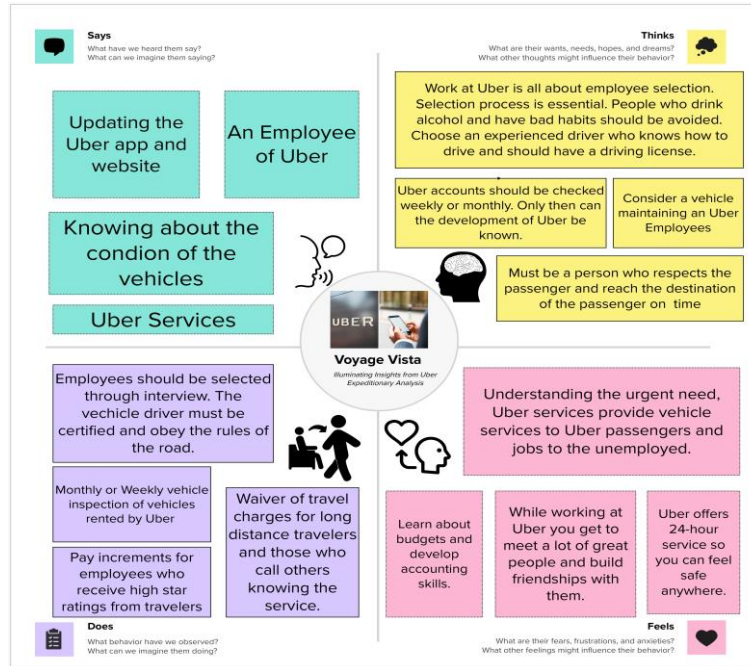 Says
What have we heard them say?
What can we imagine them saying?
Updating the
Uber app and
website
An Employee
of Uber
Knowing about the
condion of the
vehicles
Uber Services
Thinks
What are their wants, needs, hopes, and dreams?
What other thoughts might influence their behavior?
Work at Uber is all about employee selection.
Selection process is essential. People who drink
alcohol and have bad habits should be avoided.
Choose an experienced driver who knows how to
drive and should have a driving license.
Uber accounts should be checked
weekly or monthly. Only then can
the development of Uber be
known.
Consider a vehicle
maintaining an Uber
Employees
Must be a person who respects the
passenger and reach the destination
of the passenger on time
UBER
Voyage Vista
Illuminating Insights from Uber
Expeditionary Analysis
Employees should be selected
through interview. The
vechicle driver must be
certified and obey the rules of
the road.
Monthly or Weekly vehicle
inspection of vehicles
rented by Uber
Pay increments for
employees who
receive high star
ratings from travelers
Waiver of travel
charges for long
distance travelers
and those who
call others
knowing the
service.
Does
What behavior have we observed?
What can we imagine them doing?
Understanding the urgent need,
Uber services provide vehicle
services to Uber passengers and
jobs to the unemployed.
Learn about
budgets and
develop
accounting
skills.
While working at
Uber you get to
meet a lot of great
people and build
friendships with
them.
Uber offers
24-hour
service so
you can feel
safe
anywhere.
Feels
What are their fears, frustrations, and anxieties?
What other feelings might influence their behavior?